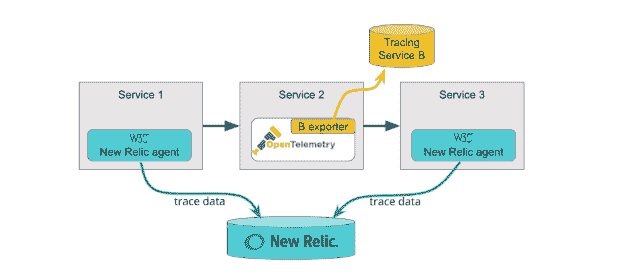 Tracing
Service B
Service 1
Service 2
Service 3
W3C
New Relic agent
B exporter
OpenTelemetry
W3C
New Relic agent
trace data
trace data
New Relic.